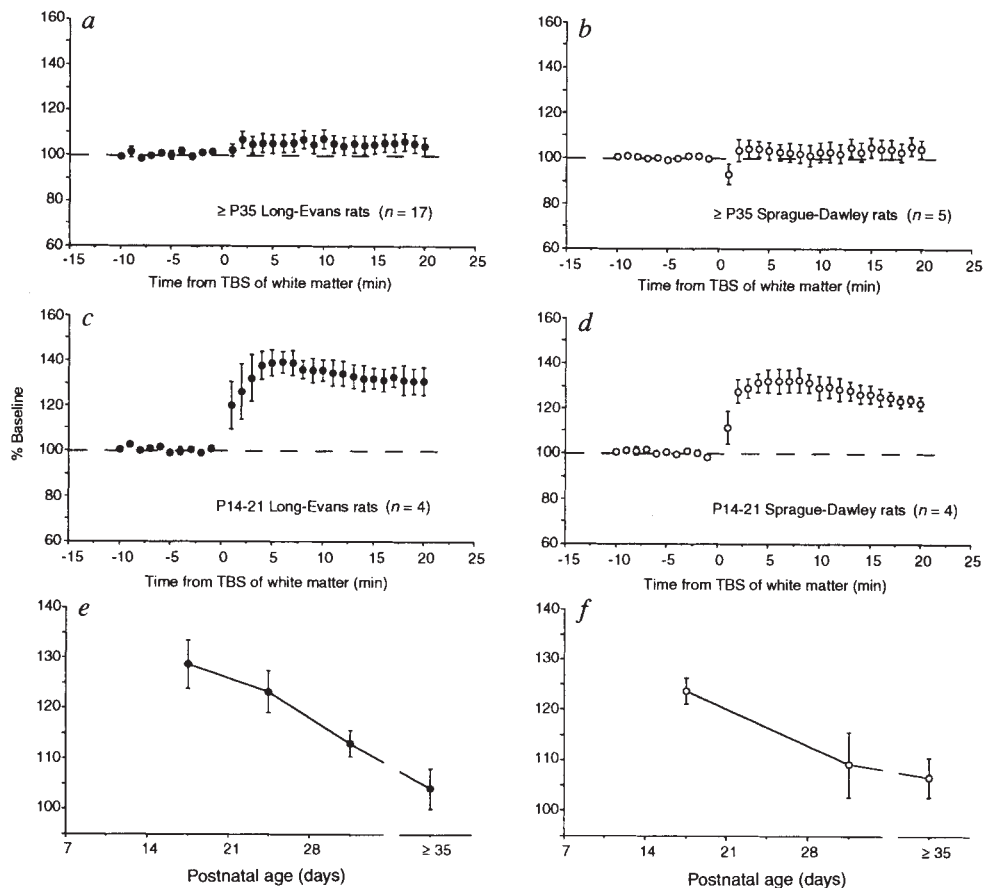 a
160
140
120
110
100
80
60
≥ P35 Long-Evans rats (n = 17)
-15 -10 -5 0 5 10 15 20 25
Time from TBS of white matter (min)
b
160
140
120
100
80
60
≥ P35 Sprague-Dawley rats (n = 5)
-15 -10 -5 0 5 10 15 20 25
Time from TBS of white matter (min)
% Baseline
c
160
140
120
100
80
60
P14-21 Long-Evans rats (n = 4)
-15 -10 -5 0 5 10 15 20 25
Time from TBS of white matter (min)
d
160
140
120
100
80
60
P14-21 Sprague-Dawley rats (n = 4)
-15 -10 -5 0 5 10 15 20 25
Time from TBS of white matter (min)
e
140
130
120
110
100
7 14 21 28 ≥ 35
Postnatal age (days)
f
140
130
120
110
100
7 14 21 28 ≥ 35
Postnatal age (days)